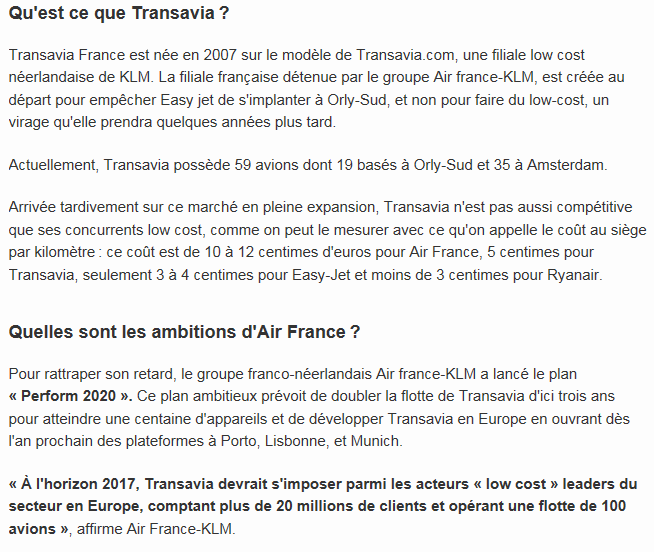 Qu'est ce que Transavia ?
Transavia France est née en 2007 sur le modèle de Transavia.com, une filiale low cost
néerlandaise de KLM. La filiale française détenue par le groupe Air france-KLM, est créée au
départ pour empêcher Easy jet de s'implanter à Orly-Sud, et non pour faire du low-cost, un
virage qu'elle prendra quelques années plus tard.
Actuellement, Transavia possède 59 avions dont 19 basés à Orly-Sud et 35 à Amsterdam.
Arrivée tardivement sur ce marché en pleine expansion, Transavia n'est pas aussi compétitive
que ses concurrents low cost, comme on peut le mesurer avec ce qu'on appelle le coût au siège
par kilomètre : ce coût est de 10 à 12 centimes d'euros pour Air France, 5 centimes pour
Transavia, seulement 3 à 4 centimes pour Easy-Jet et moins de 3 centimes pour Ryanair.
Quelles sont les ambitions d'Air France ?
Pour rattraper son retard, le groupe franco-néerlandais Air france-KLM a lancé le plan
« Perform 2020 ». Ce plan ambitieux prévoit de doubler la flotte de Transavia d'ici trois ans
pour atteindre une centaine d'appareils et de développer Transavia en Europe en ouvrant dès
l'an prochain des plateformes à Porto, Lisbonne, et Munich.
« À l'horizon 2017, Transavia devrait s'imposer parmi les acteurs « low cost » leaders du
secteur en Europe, comptant plus de 20 millions de clients et opérant une flotte de 100
avions », affirme Air France-KLM.